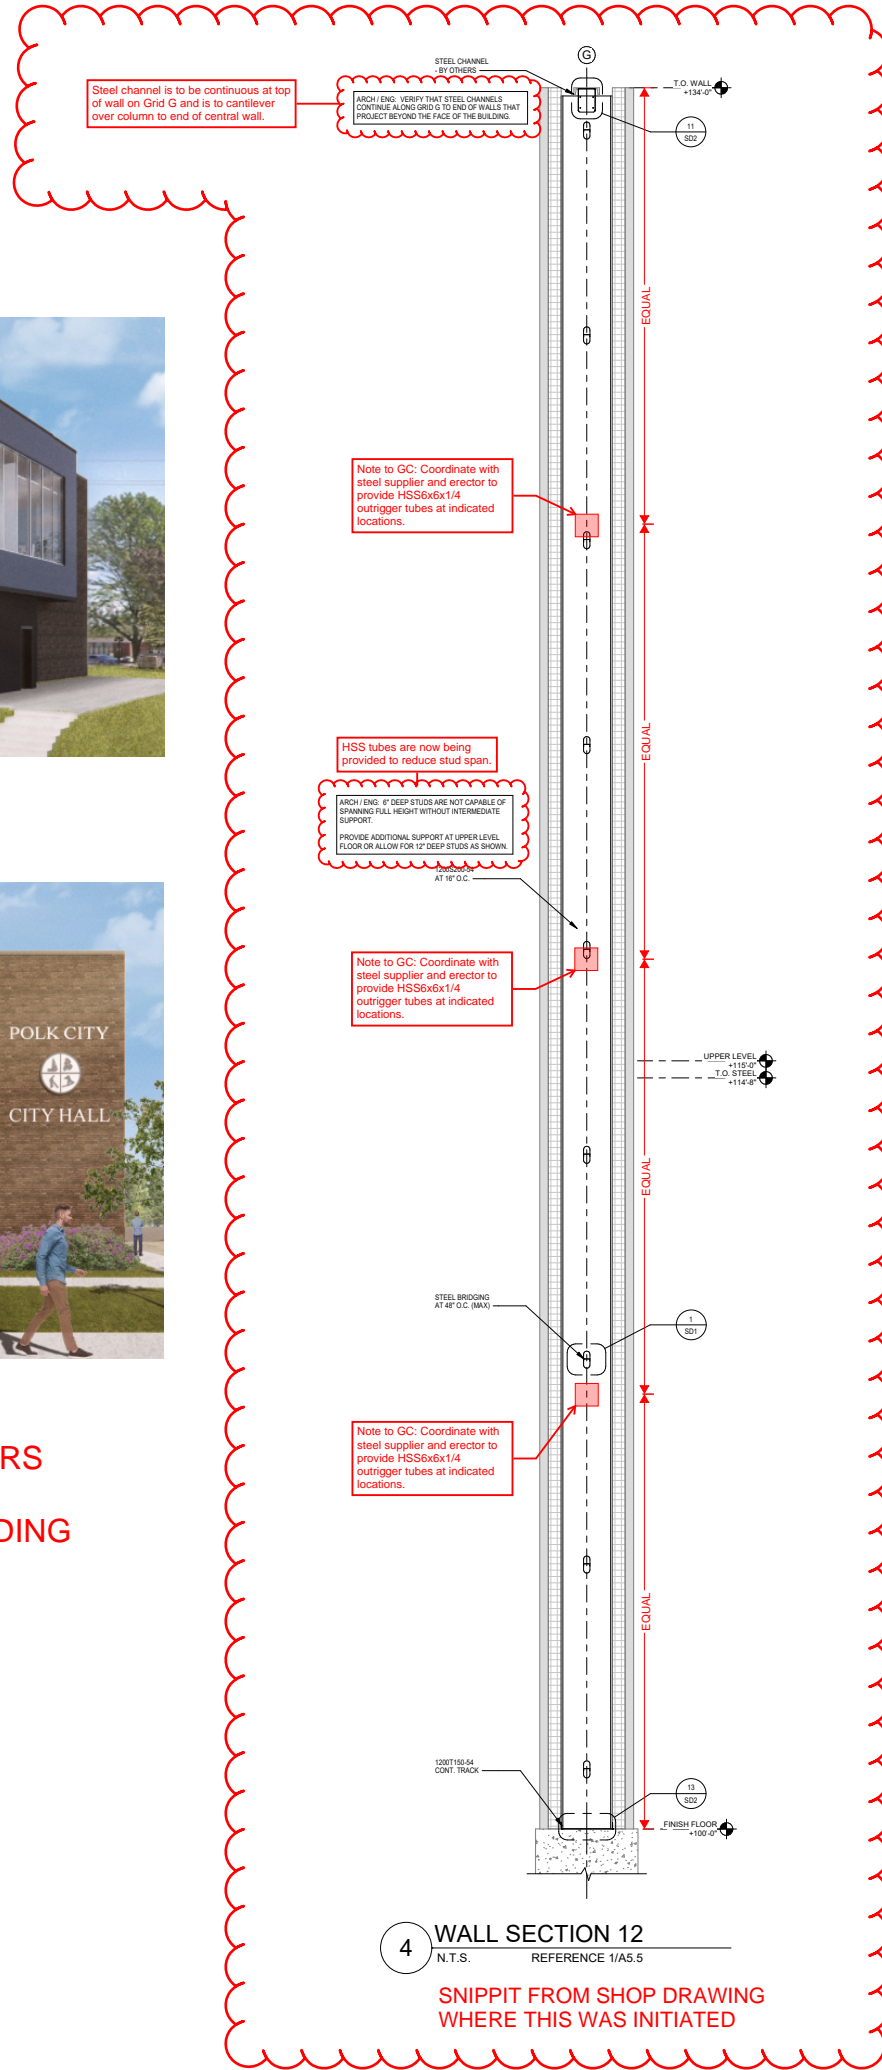 G
STEEL CHANNEL
- BY OTHERS
T.O. WALL
+134'-0"
Steel channel is to be continuous at top
of wall on Grid G and is to cantilever
over column to end of central wall.
ARCH / ENG: VERIFY THAT STEEL CHANNELS
CONTINUE ALONG GRID G TO END OF WALLS THAT
PROJECT BEYOND THE FACE OF THE BUILDING.
11
SD2
EQUAL
Note to GC: Coordinate with
steel supplier and erector to
provide HSS6x6x1/4
outrigger tubes at indicated
locations.
EQUAL
HSS tubes are now being
provided to reduce stud span.
ARCH / ENG: 6" DEEP STUDS ARE NOT CAPABLE OF
SPANNING FULL HEIGHT WITHOUT INTERMEDIATE
SUPPORT.
PROVIDE ADDITIONAL SUPPORT AT UPPER LEVEL
FLOOR OR ALLOW FOR 12" DEEP STUDS AS SHOWN.
1200S200-54
AT 16" O.C.
Note to GC: Coordinate with
steel supplier and erector to
provide HSS6x6x1/4
outrigger tubes at indicated
locations.
POLK CITY
CITY HALL
UPPER LEVEL
+115'-0"
T.O. STEEL
+114'-8"
EQUAL
STEEL BRIDGING
AT 48" O.C. (MAX)
1
SD1
Note to GC: Coordinate with
steel supplier and erector to
provide HSS6x6x1/4
outrigger tubes at indicated
locations.
RS
DING
EQUAL
1200T150-54
CONT. TRACK
13
SD2
FINISH FLOOR
+100'-0"
4
WALL SECTION 12
N.T.S. REFERENCE 1/A5.5
SNIPPIT FROM SHOP DRAWING
WHERE THIS WAS INITIATED